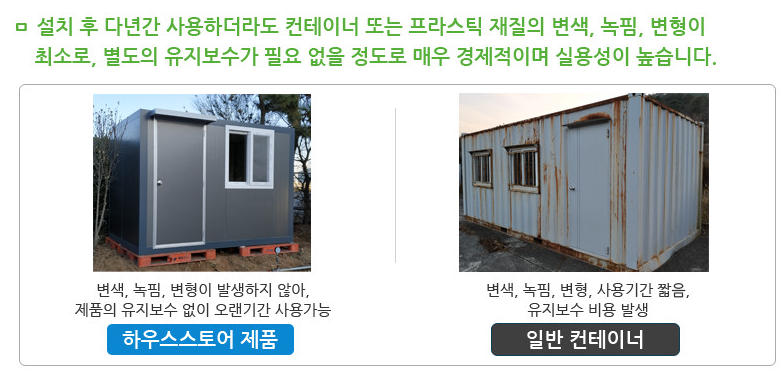 ㅁ 설치 후 다년간 사용하더라도 컨테이너 또는 프라스틱 재질의 변색, 녹핌, 변형이
최소로, 별도의 유지보수가 필요 없을 정도로 매우 경제적이며 실용성이 높습니다.
변색, 녹핌, 변형이 발생하지 않아,
제품의 유지보수 없이 오랜기간 사용가능
하우스스토어 제품
변색, 녹핌, 변형, 사용기간 짧음,
유지보수 비용 발생
일반 컨테이너